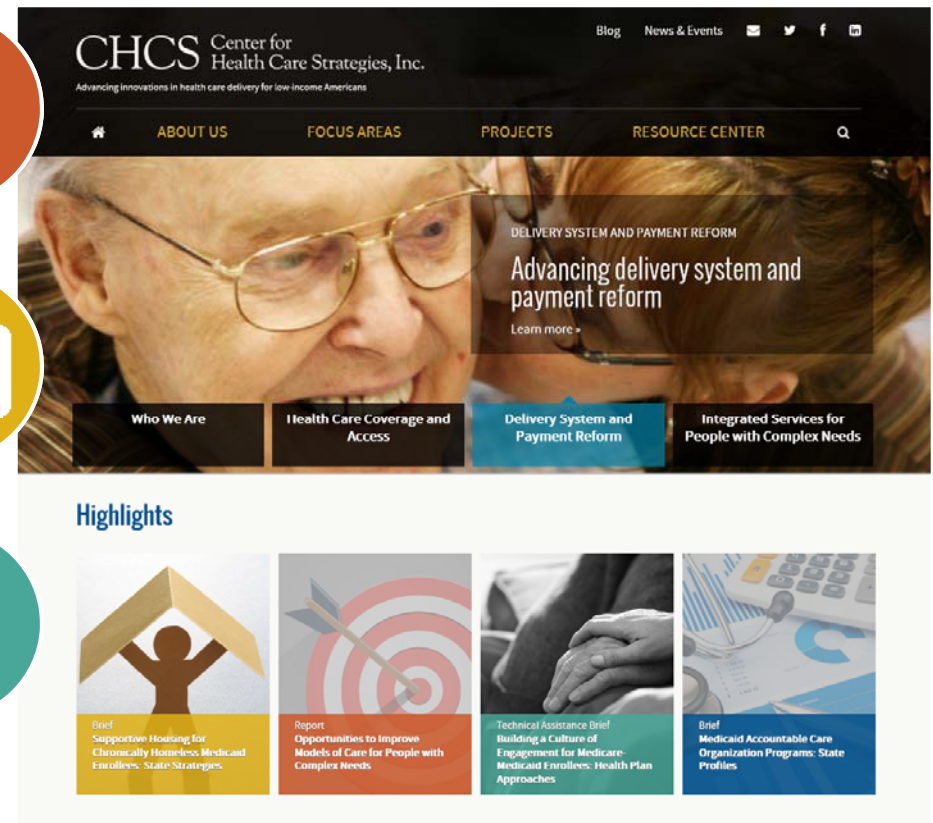 Blog News & Events
CHCS Center for
Health Care Strategies, Inc.
Advancing innovations in health care delivery for low-income Americans
ABOUT US FOCUS AREAS PROJECTS RESOURCE CENTER
DELIVERY SYSTEM AND PAYMENT REFORM
Advancing delivery system and
payment reform
Learn more »
Who We Are
Health Care Coverage and
Access
Delivery System and
Payment Reform
Integrated Services for
People with Complex Needs
Highlights
Brief
Supportive Housing for
Chronically Homeless Medicaid
Enrollees: State Strategies
Report
Opportunities to Improve
Models of Care for People with
Complex Needs
Technical Assistance Brief
Building a Culture of
Engagement for Medicare-
Medicaid Enrollees: Health Plan
Approaches
Brief
Medicaid Accountable Care
Organization Programs: State
Profiles